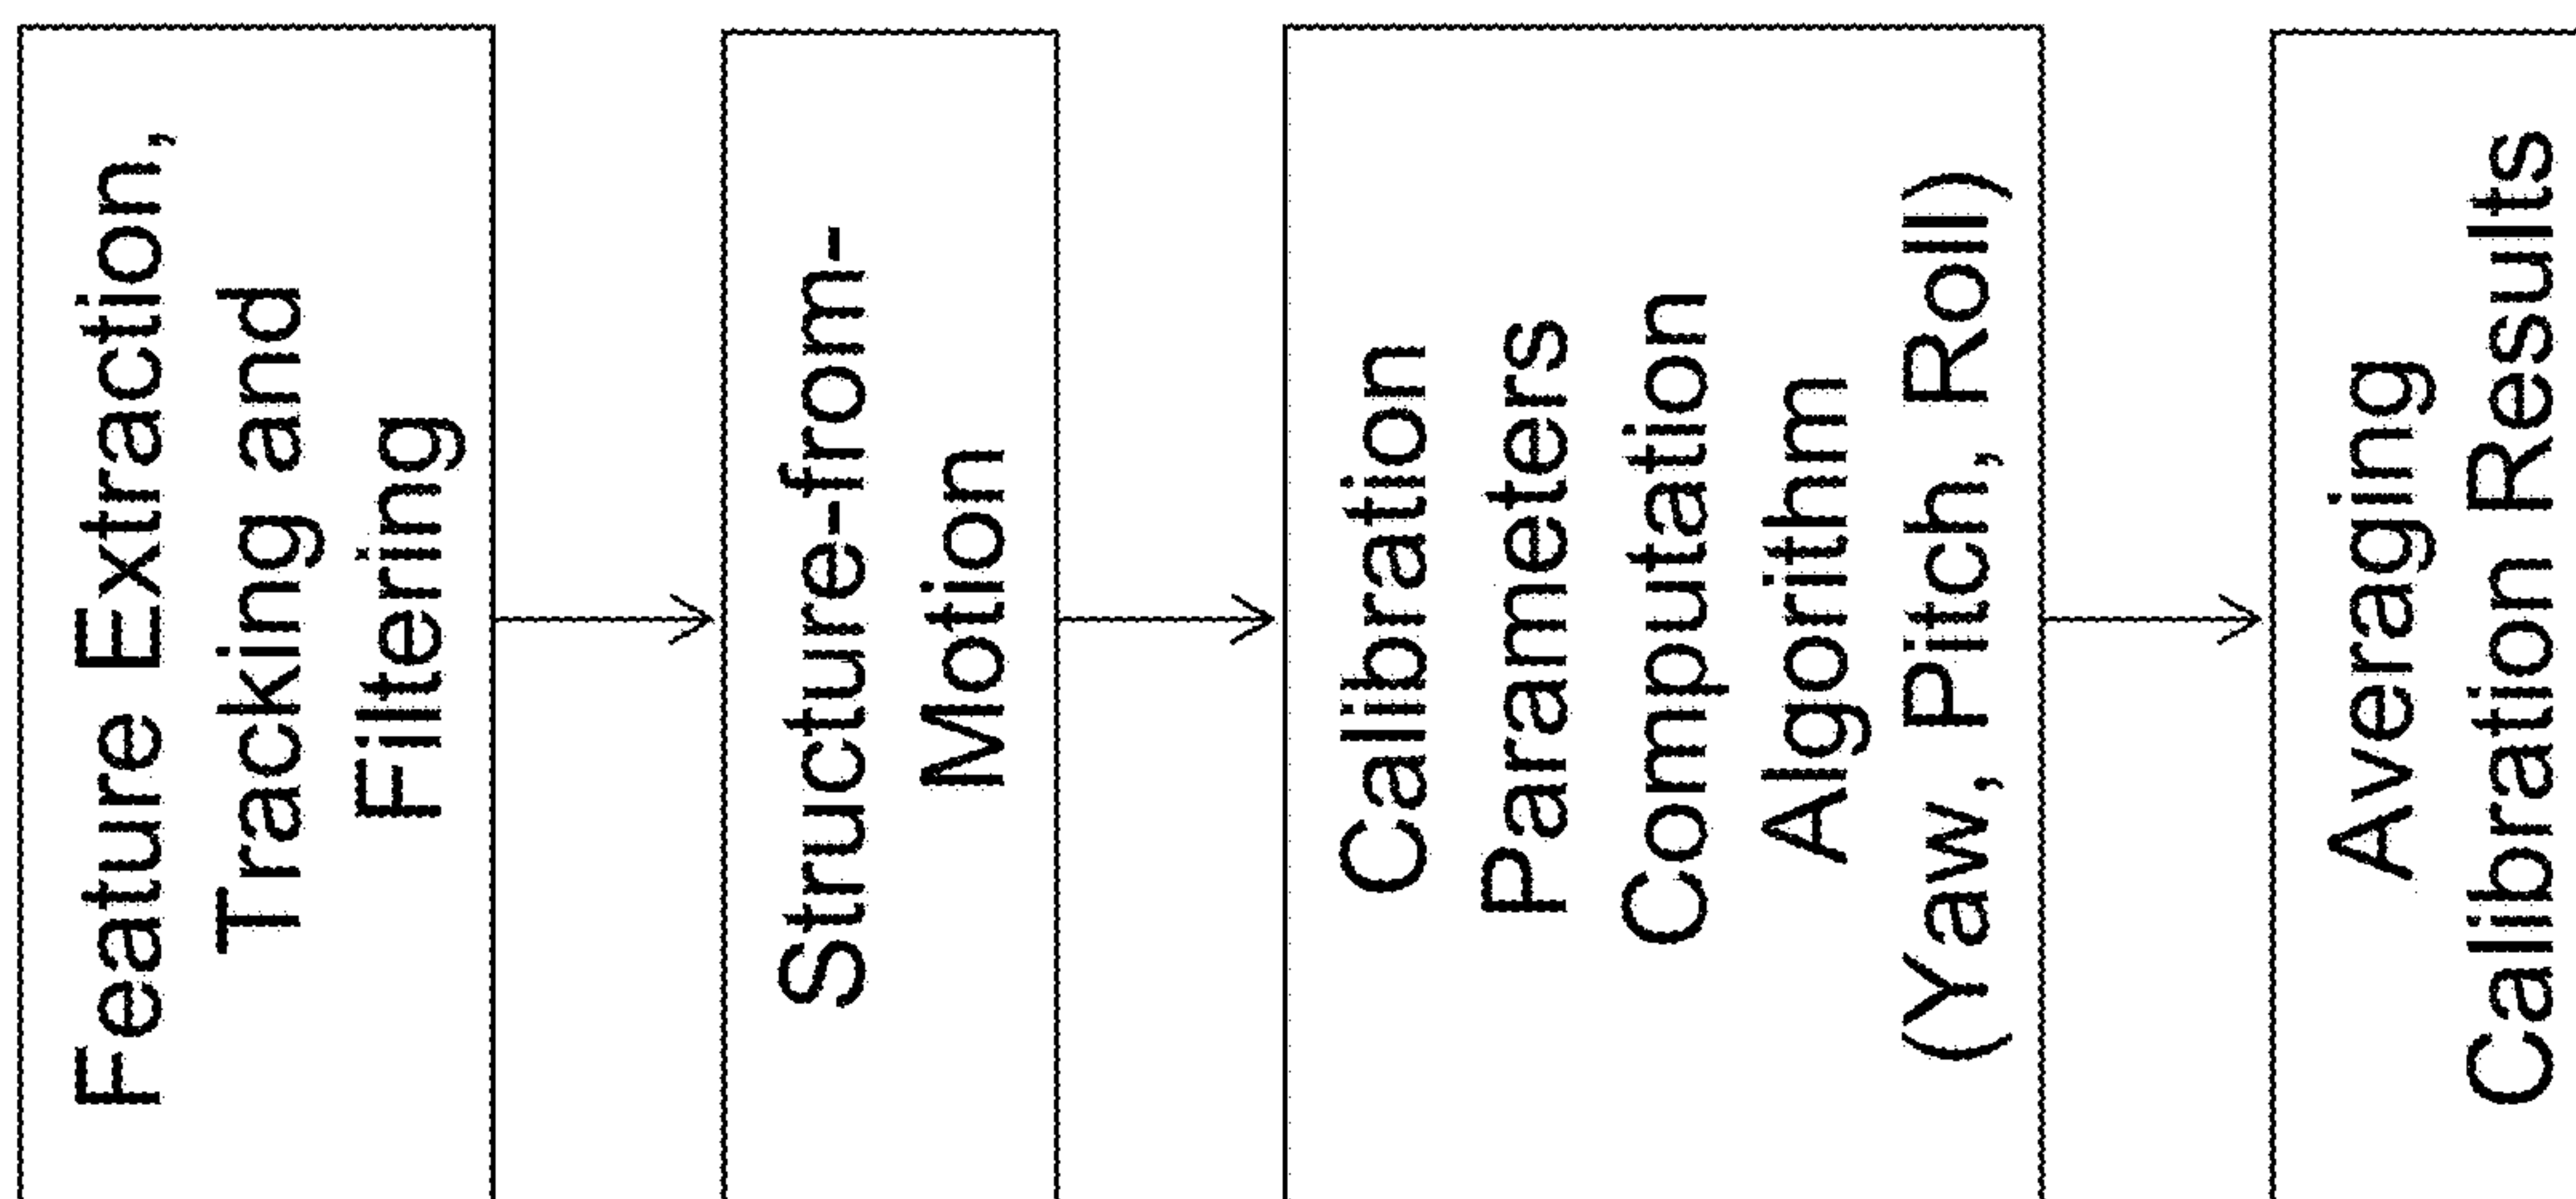 Feature Extraction,
Tracking and
Filtering
Structure-from-
Motion
Calibration
Parameters
Computation
Algorithm
(Yaw, Pitch, Roll)
Averaging
Calibration Results